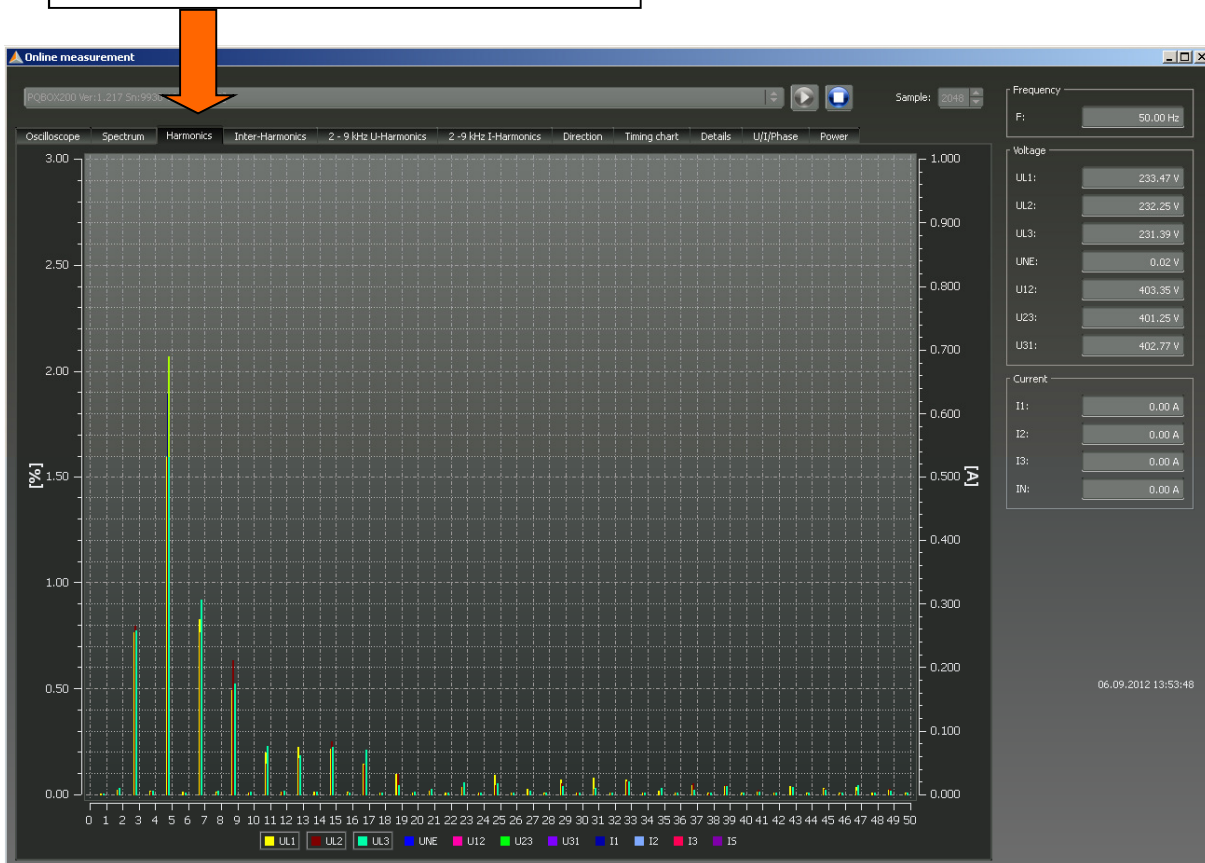 Online measurement
PQBOX200 Ver:1.217 Sn:9930
Sample: 2048
Oscilloscope Spectrum Harmonics Inter-Harmonics 2 - 9 kHz U-Harmonics 2 -9 kHz I-Harmonics Direction Timing chart Details U/I/Phase Power
3.00
2.50
2.00
1.50
1.00
0.50
0.00
[%]
1.000
0.900
0.800
0.700
0.600
0.500
0.400
0.300
0.200
0.100
0.000
[A]
0 1 2 3 4 5 6 7 8 9 10 11 12 13 14 15 16 17 18 19 20 21 22 23 24 25 26 27 28 29 30 31 32 33 34 35 36 37 38 39 40 41 42 43 44 45 46 47 48 49 50
UL1 UL2 UL3 UNE U12 U23 U31 I1 I2 I3 I5
Frequency
F: 50.00 Hz
Voltage
UL1: 233.47 V
UL2: 232.25 V
UL3: 231.39 V
UNE: 0.02 V
U12: 403.35 V
U23: 401.25 V
U31: 402.77 V
Current
I1: 0.00 A
I2: 0.00 A
I3: 0.00 A
IN: 0.00 A
06.09.2012 13:53:48